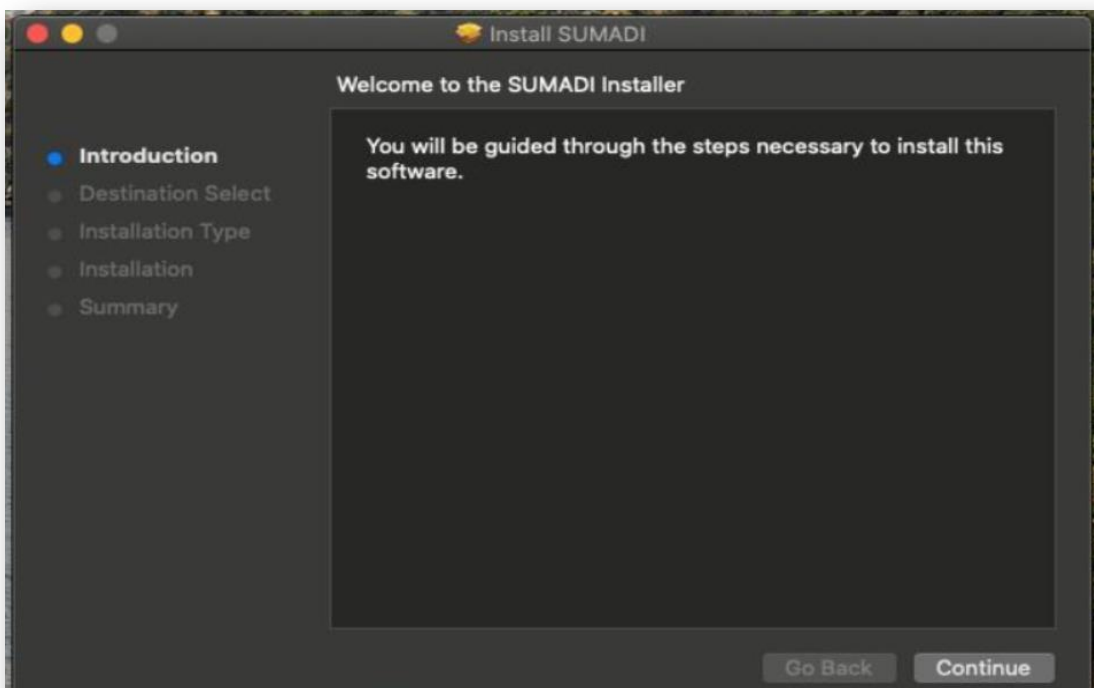 Install SUMADI
Welcome to the SUMADI Installer
Introduction
Destination Select
Installation Type
Installation
Summary
You will be guided through the steps necessary to install this
software.
Go Back
Continue